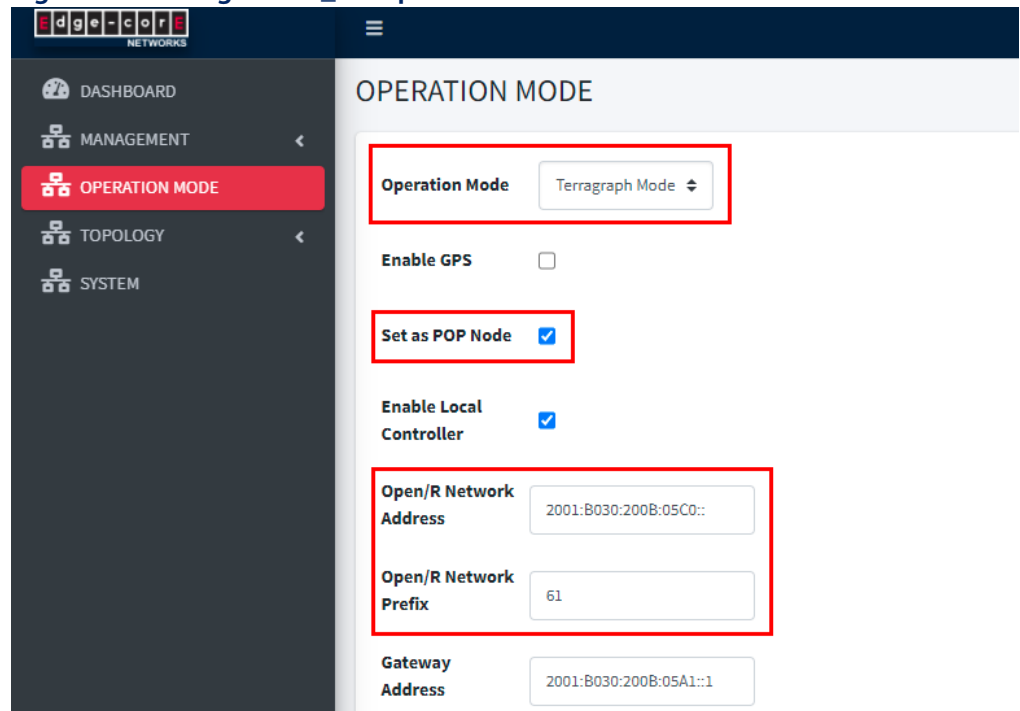 Edge-corE
NETWORKS
DASHBOARD
MANAGEMENT
OPERATION MODE
TOPOLOGY
SYSTEM
OPERATION MODE
Operation Mode
Terragraph Mode
Enable GPS
Set as POP Node
Enable Local
Controller
Open/R Network
Address
2001:B030:200B:05C0::
Open/R Network
Prefix
61
Gateway
Address
2001:B030:200B:05A1::1